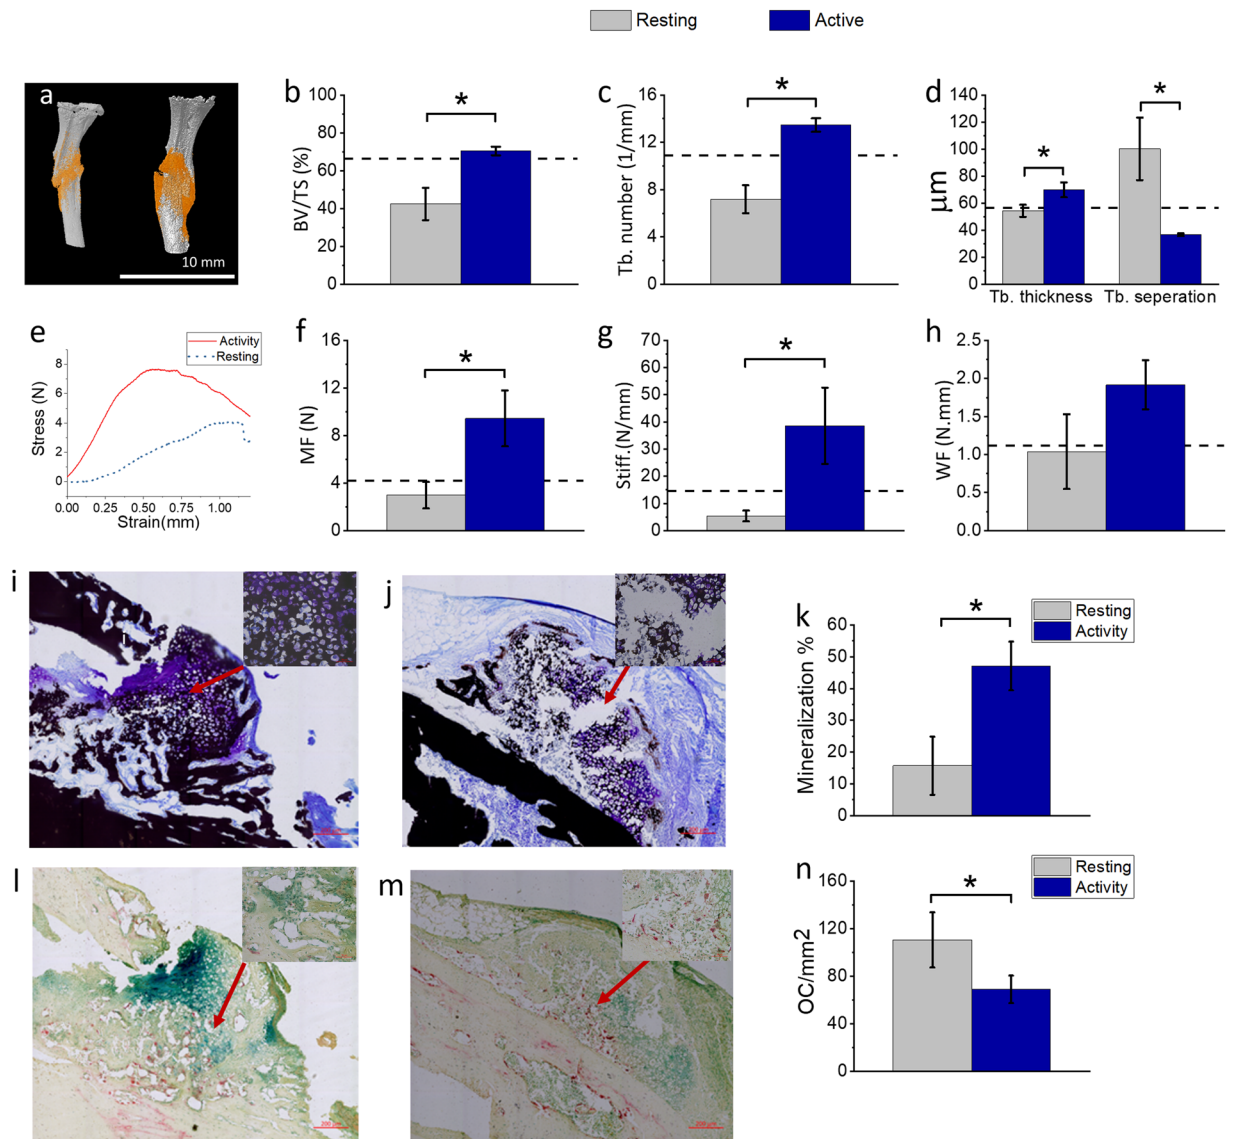 Resting Active
a
10 mm
b
BV/TS (%)
100
80
60
40
20
0
*
c
Tb. number (1/mm)
16
12
8
4
0
*
d
μm
140
120
100
80
60
40
20
0
*
*
Tb. thickness Tb. seperation
e
Activity
Resting
Stress (N)
8
6
4
2
0
0.00 0.25 0.50 0.75 1.00
Strain(mm)
f
MF (N)
16
12
8
4
0
*
g
Stiff.(N/mm)
70
60
50
40
30
20
10
0
*
h
WF (N.mm)
2.5
2.0
1.5
1.0
0.5
0.0
i
j
k
Resting
Activity
Mineralization %
60
50
40
30
20
10
0
*
l
200 μm
m
200 μm
n
Resting
Activity
OC/mm2
160
120
80
40
0
*